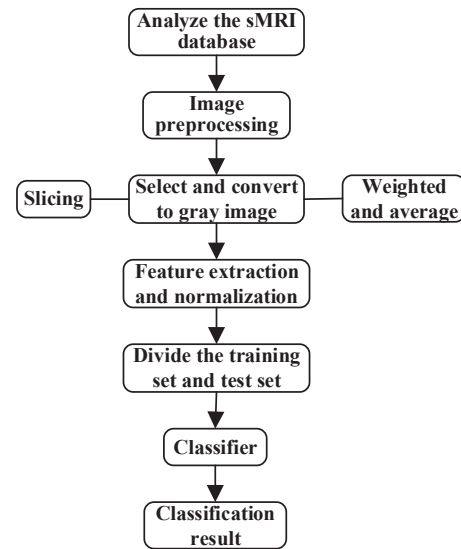 Analyze the sMRI
database
Image
preprocessing
Slicing
Select and convert
to gray image
Weighted
and average
Feature extraction
and normalization
Divide the training
set and test set
Classifier
Classification
result